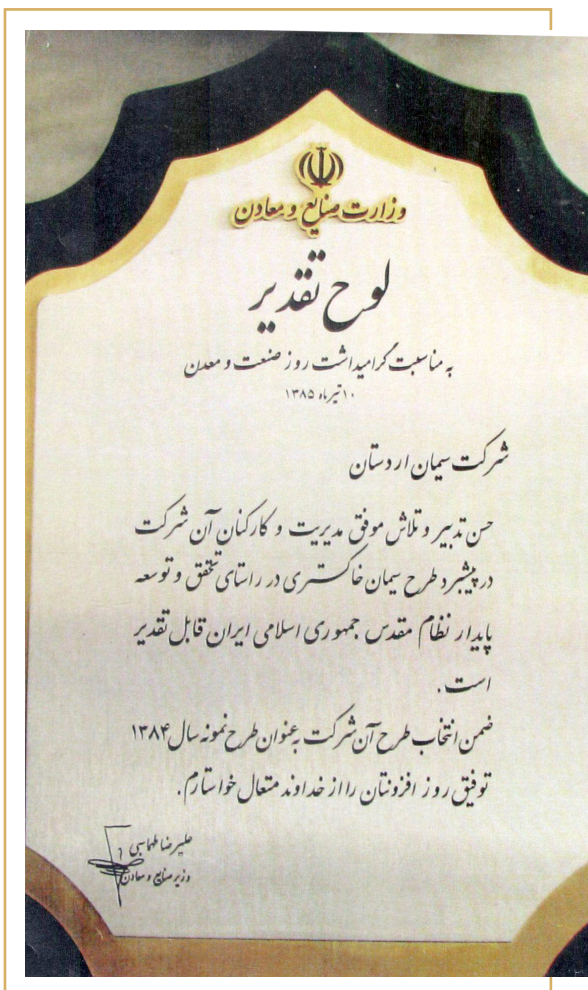 وزارت صنایع و معادن
لوح تقدیر
به مناسبت گرامیداشت روز صنعت و معدن
۱۰ تیرماه ۱۳۸۵
شرکت سیمان اردستان
حسن تدبیر و تلاش موفق مدیریت و کارکنان آن شرکت
در پیشبرد طرح سیمان خاکستری در راستای تحقق و توسعه
پایدار نظام مقدس جمهوری اسلامی ایران قابل تقدیر
است.
ضمن انتخاب طرح آن شرکت به عنوان طرح نمونه سال ۱۳۸۴
توفیق روز افزونتان را از خداوند متعال خواستارم.
علیرضا طهماسبی
وزیر صنایع و معادن